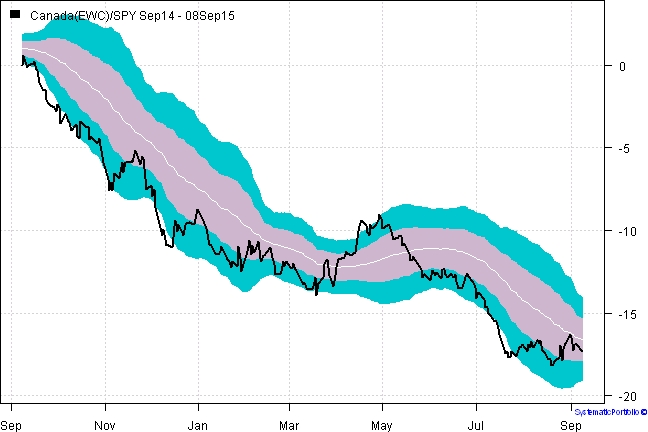 Canada(EWC)/SPY Sep14 - 08Sep15
0
-5
-10
-15
-20
Sep Nov Jan Mar May Jul Sep
SystematicPortfolio ©